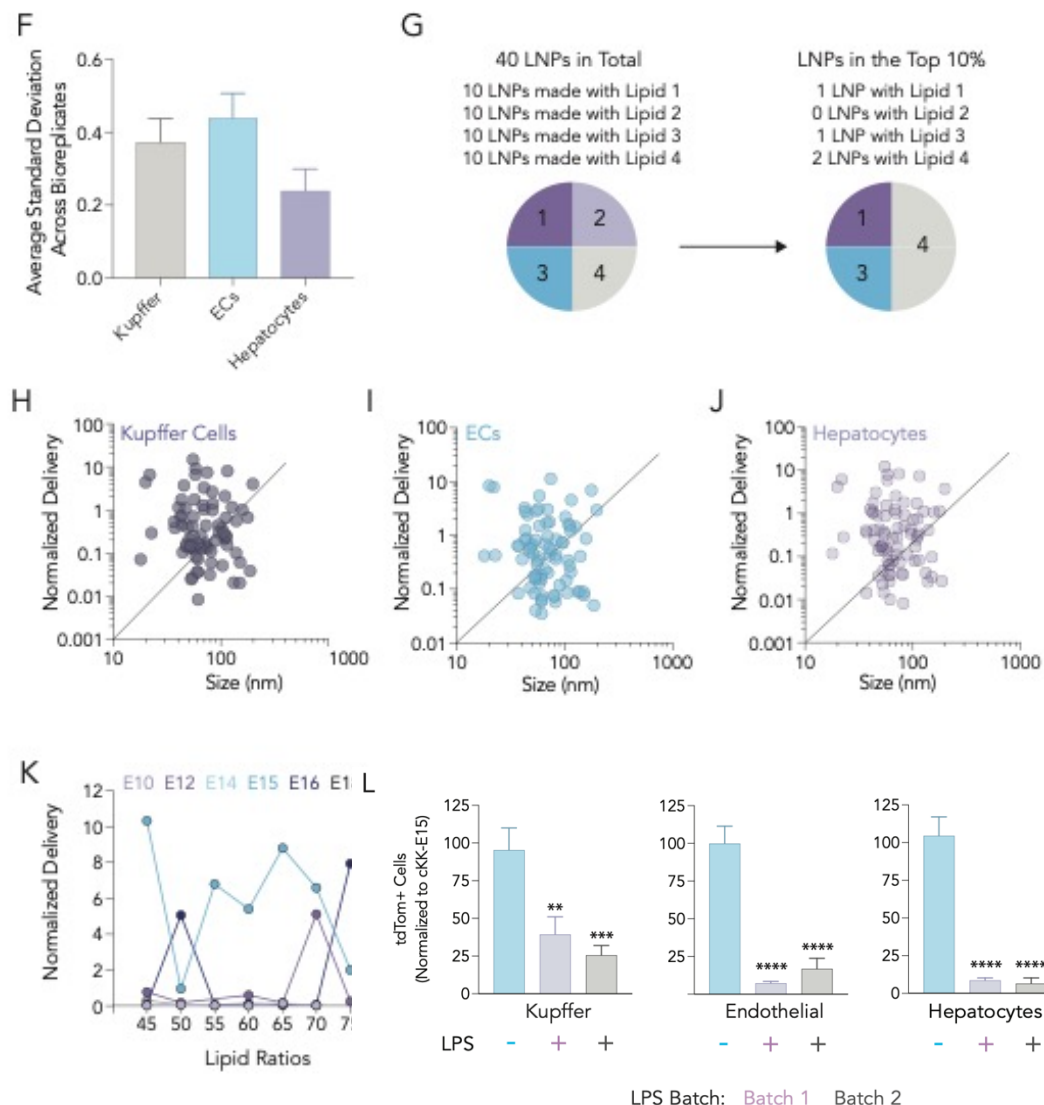 F
Average Standard Deviation
Across Bioreplicates
0.6
0.4
0.2
0.0
Kupffer
ECs
Hepatocytes
G
40 LNPs in Total
10 LNPs made with Lipid 1
10 LNPs made with Lipid 2
10 LNPs made with Lipid 3
10 LNPs made with Lipid 4
1 2
3 4
LNPs in the Top 10%
1 LNP with Lipid 1
0 LNPs with Lipid 2
1 LNP with Lipid 3
2 LNPs with Lipid 4
1
4
3
H
Kupffer Cells
Normalized Delivery
100
10
1
0.1
0.01
0.001
10 100 1000
Size (nm)
I
ECs
Normalized Delivery
100
10
1
0.1
0.01
10 100 1000
Size (nm)
J
Hepatocytes
Normalized Delivery
100
10
1
0.1
0.01
0.001
10 100 1000
Size (nm)
K
E10 E12 E14 E15 E16
Normalized Delivery
12
10
8
6
4
2
0
45 50 55 60 65 70
Lipid Ratios
L
tdTom+ Cells
(Normalized to cKK-E15)
125
100
75
50
25
0
** ***
Kupffer
125
100
75
50
25
**** ****
Endothelial
125
100
75
50
25
0
**** ****
Hepatocytes
LPS - + + - + + - + +
LPS Batch: Batch 1 Batch 2